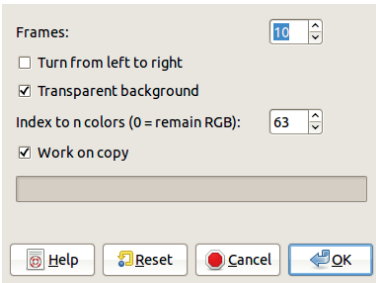 Frames: 10
Turn from left to right
Transparent background
Index to n colors (0 = remain RGB): 63
Work on copy
Help Reset Cancel OK